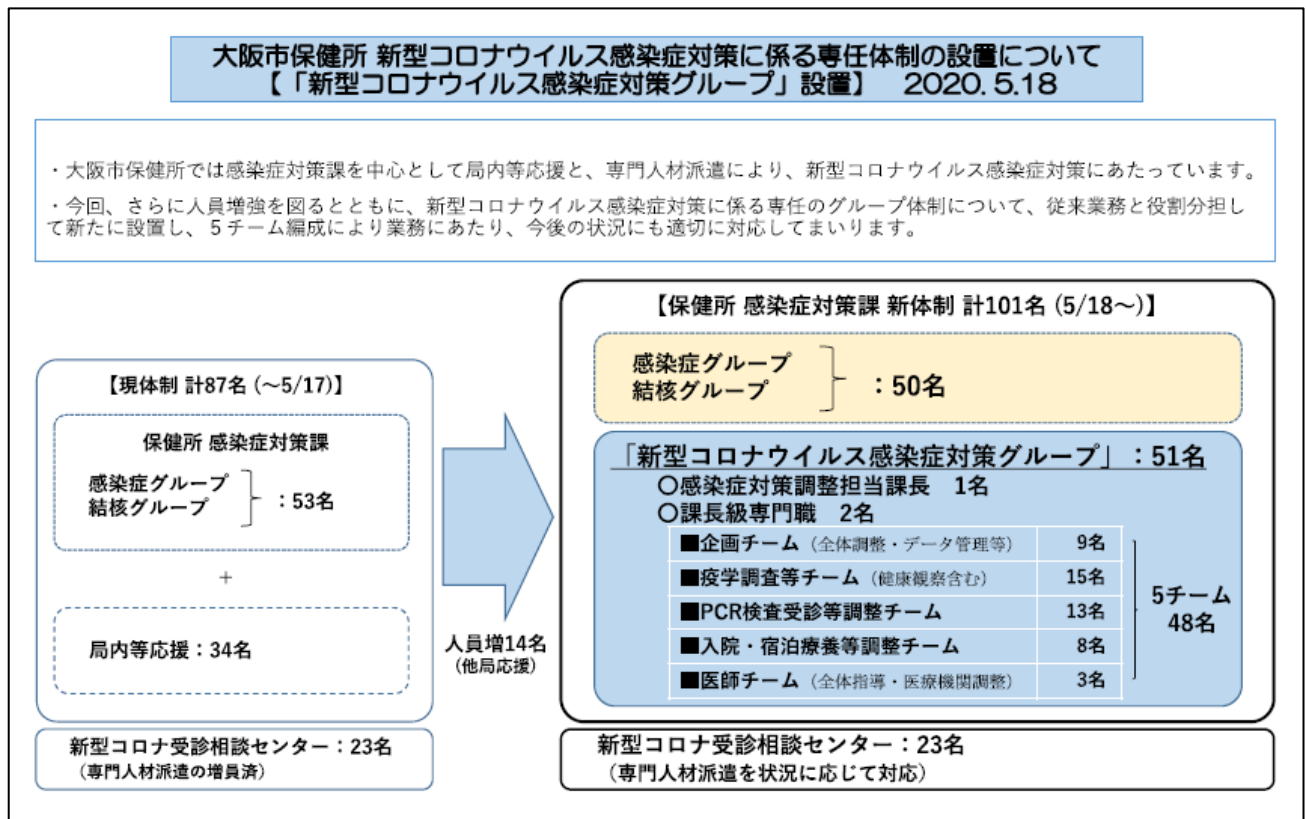 大阪市保健所 新型コロナウイルス感染症対策に係る専任体制の設置について
【「新型コロナウイルス感染症対策グループ」設置】 2020.5.18
・大阪市保健所では感染症対策課を中心として局内等応援と、専門人材派遣により、新型コロナウイルス感染症対策にあたっています。
・今回、さらに人員増強を図るとともに、新型コロナウイルス感染症対策に係る専任のグループ体制について、従来業務と役割分担し
て新たに設置し、5チーム編成により業務にあたり、今後の状況にも適切に対応してまいります。
【現体制 計87名 (～5/17)】
保健所 感染症対策課
感染症グループ
結核グループ
：53名
+
局内等応援：34名
新型コロナ受診相談センター：23名
(専門人材派遣の増員済)
人員増14名
(他局応援)
【保健所 感染症対策課 新体制 計101名 (5/18～)】
感染症グループ
結核グループ
：50名
「新型コロナウイルス感染症対策グループ」：51名
〇感染症対策調整担当課長 1名
〇課長級専門職 2名
■企画チーム（全体調整・データ管理等） 9名
■疫学調査等チーム（健康観察含む） 15名
■PCR検査受診等調整チーム 13名
■入院・宿泊療養等調整チーム 8名
■医師チーム（全体指導・医療機関調整） 3名
5チーム
48名
新型コロナ受診相談センター：23名
(専門人材派遣を状況に応じて対応)